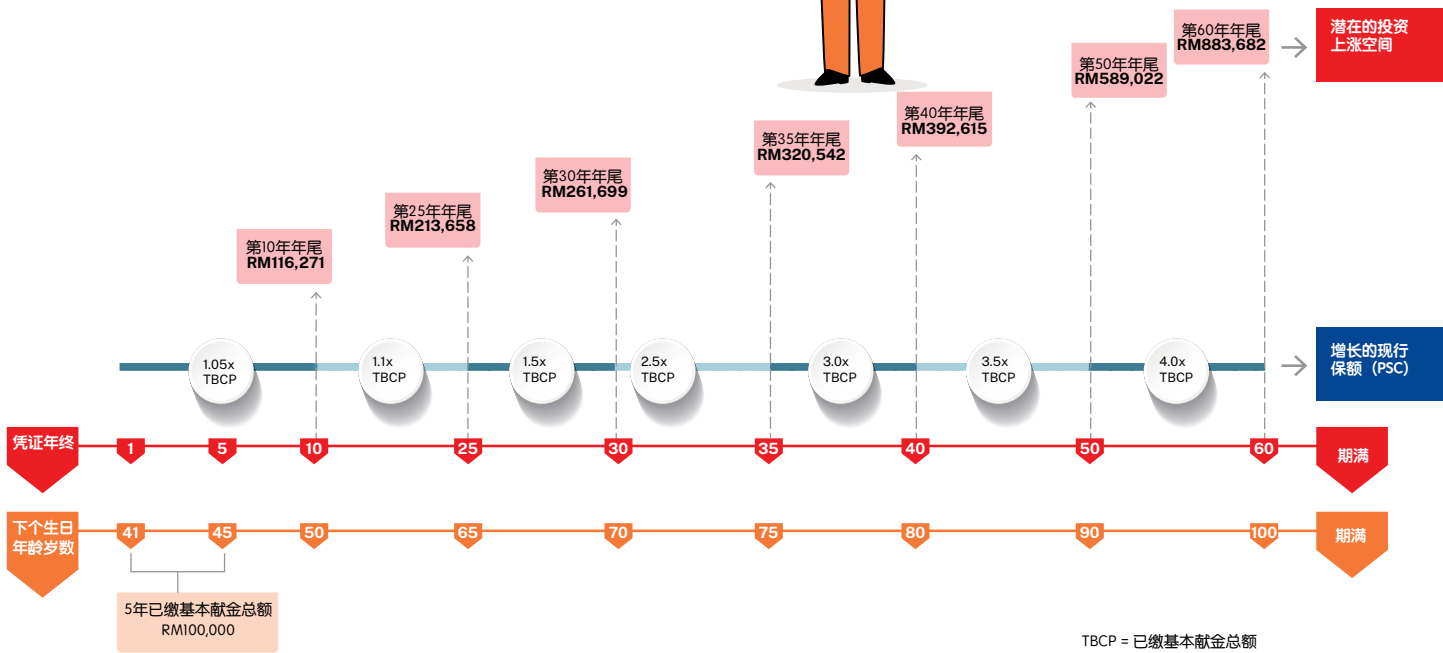 第60年年尾
RM883,682
潜在的投资
上涨空间
第50年年尾
RM589,022
第40年年尾
RM392,615
第35年年尾
RM320,542
第30年年尾
RM261,699
第25年年尾
RM213,658
第10年年尾
RM116,271
1.05x
TBCP
1.1x
TBCP
1.5x
TBCP
2.5x
TBCP
3.0x
TBCP
3.5x
TBCP
4.0x
TBCP
增长的现行
保额（PSC）
凭证年终
1 5 10 25 30 35 40 50 60
期满
下个生日
年龄岁数
41 45 50 65 70 75 80 90 100
期满
5年已缴基本献金总额
RM100,000
TBCP = 已缴基本献金总额